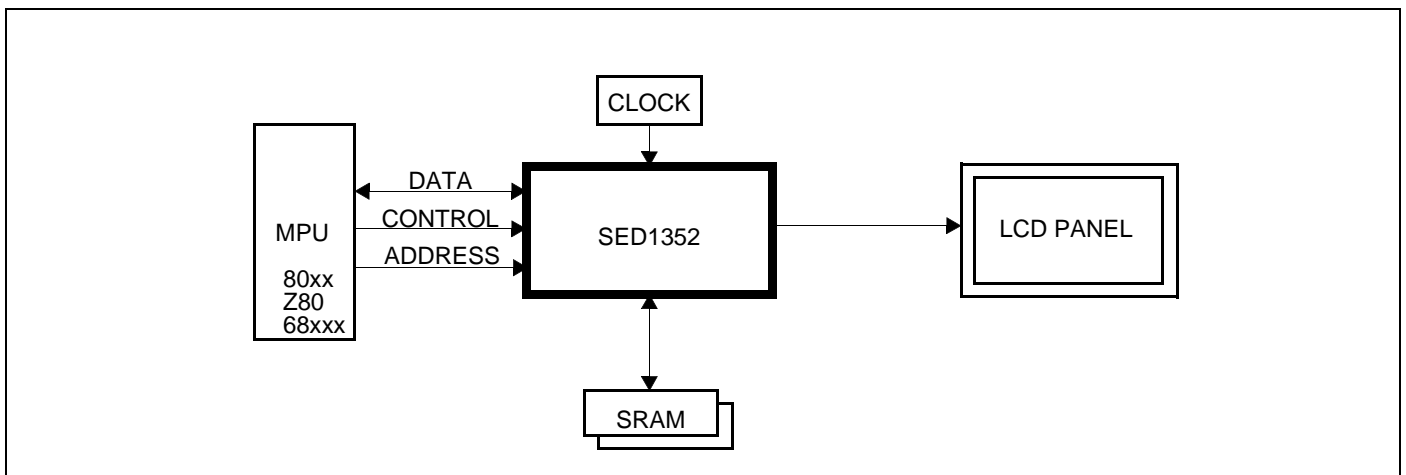 CLOCK
DATA
CONTROL
ADDRESS
MPU
80xx
Z80
68xxx
SED1352
LCD PANEL
SRAM